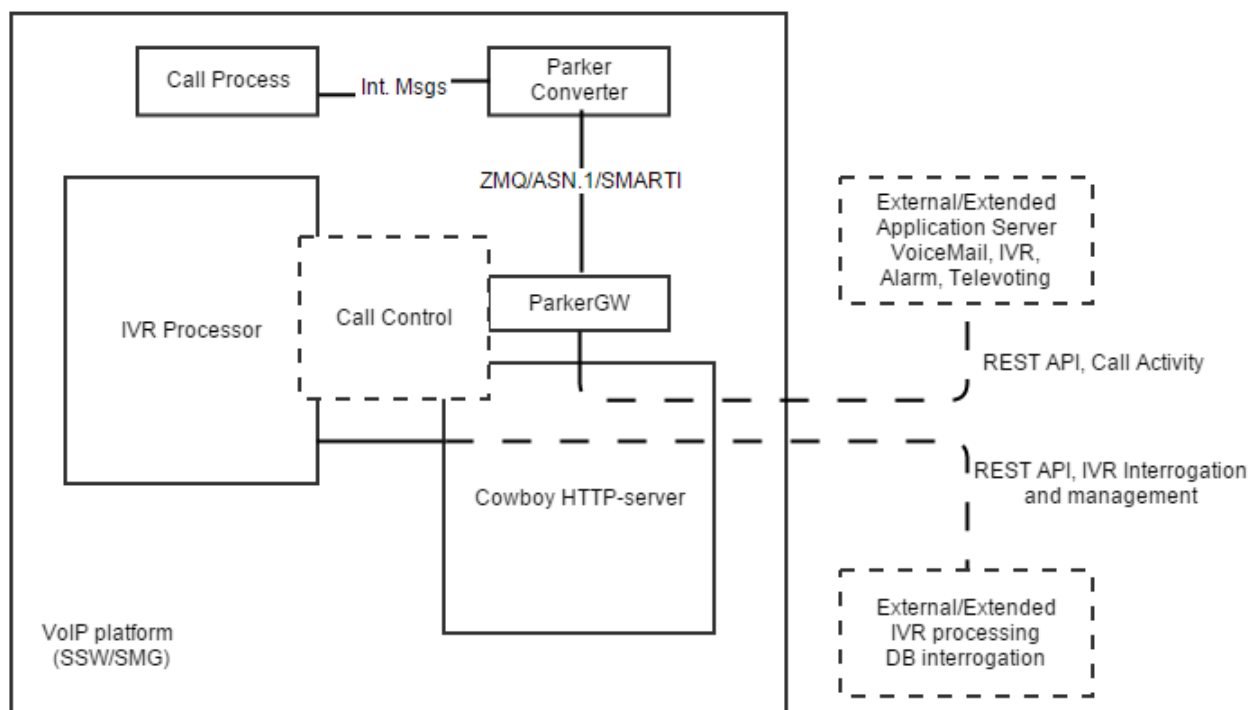 Call Process
Int. Msgs
Parker
Converter
ZMQ/ASN.1/SMARTI
External/Extended
Application Server
VoiceMail, IVR,
Alarm, Televoting
IVR Processor
Call Control
ParkerGW
REST API, Call Activity
REST API, IVR Interrogation
and management
Cowboy HTTP-server
External/Extended
IVR processing
DB interrogation
VoIP platform
(SSW/SMG)